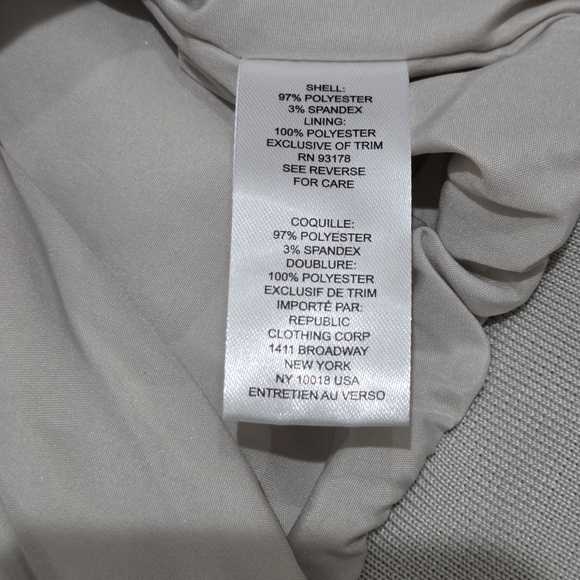 SHELL:
97% POLYESTER
3% SPANDEX
LINING:
100% POLYESTER
EXCLUSIVE OF TRIM
RN 93178
SEE REVERSE
FOR CARE
COQUILLE:
97% POLYESTER
3% SPANDEX
DOUBLURE:
100% POLYESTER
EXCLUSIF DE TRIM
IMPORTÉ PAR:
REPUBLIC
CLOTHING CORP
1411 BROADWAY
NEW YORK
NY 10018 USA
ENTRETIEN AU VERSO